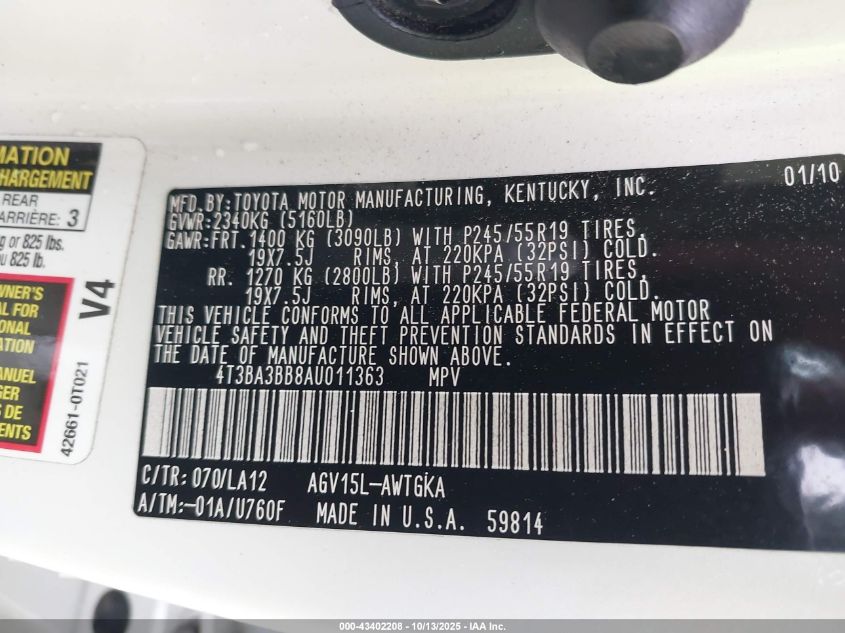 MATION
HARGEMENT
REAR
ARRIÈRE: 3
g or 825 lbs.
u 825 lb.
WNER'S
AL FOR
IONAL
ATION
ANUEL
GER
S DE
ENTS
V4
42661-0T021
MFD.BY:TOYOTA MOTOR MANUFACTURING, KENTUCKY, INC. 01/10
GVWR:2340KG (5160LB)
GAWR:FRT.1400 KG (3090LB) WITH P245/55R19 TIRES,
19X7.5J RIMS, AT 220KPA (32PSI) COLD.
RR. 1270 KG (2800LB) WITH P245/55R19 TIRES,
19X7.5J RIMS, AT 220KPA (32PSI) COLD.
THIS VEHICLE CONFORMS TO ALL APPLICABLE FEDERAL MOTOR
VEHICLE SAFETY AND THEFT PREVENTION STANDARDS IN EFFECT ON
THE DATE OF MANUFACTURE SHOWN ABOVE.
4T3BA3BB8AU011363 MPV
C/TR: 070/LA12 AGV15L-AWTGKA
A/TM:-01A/U760F MADE IN U.S.A. 59814
000-43402208 | 10/13/2025 - IAA Inc.